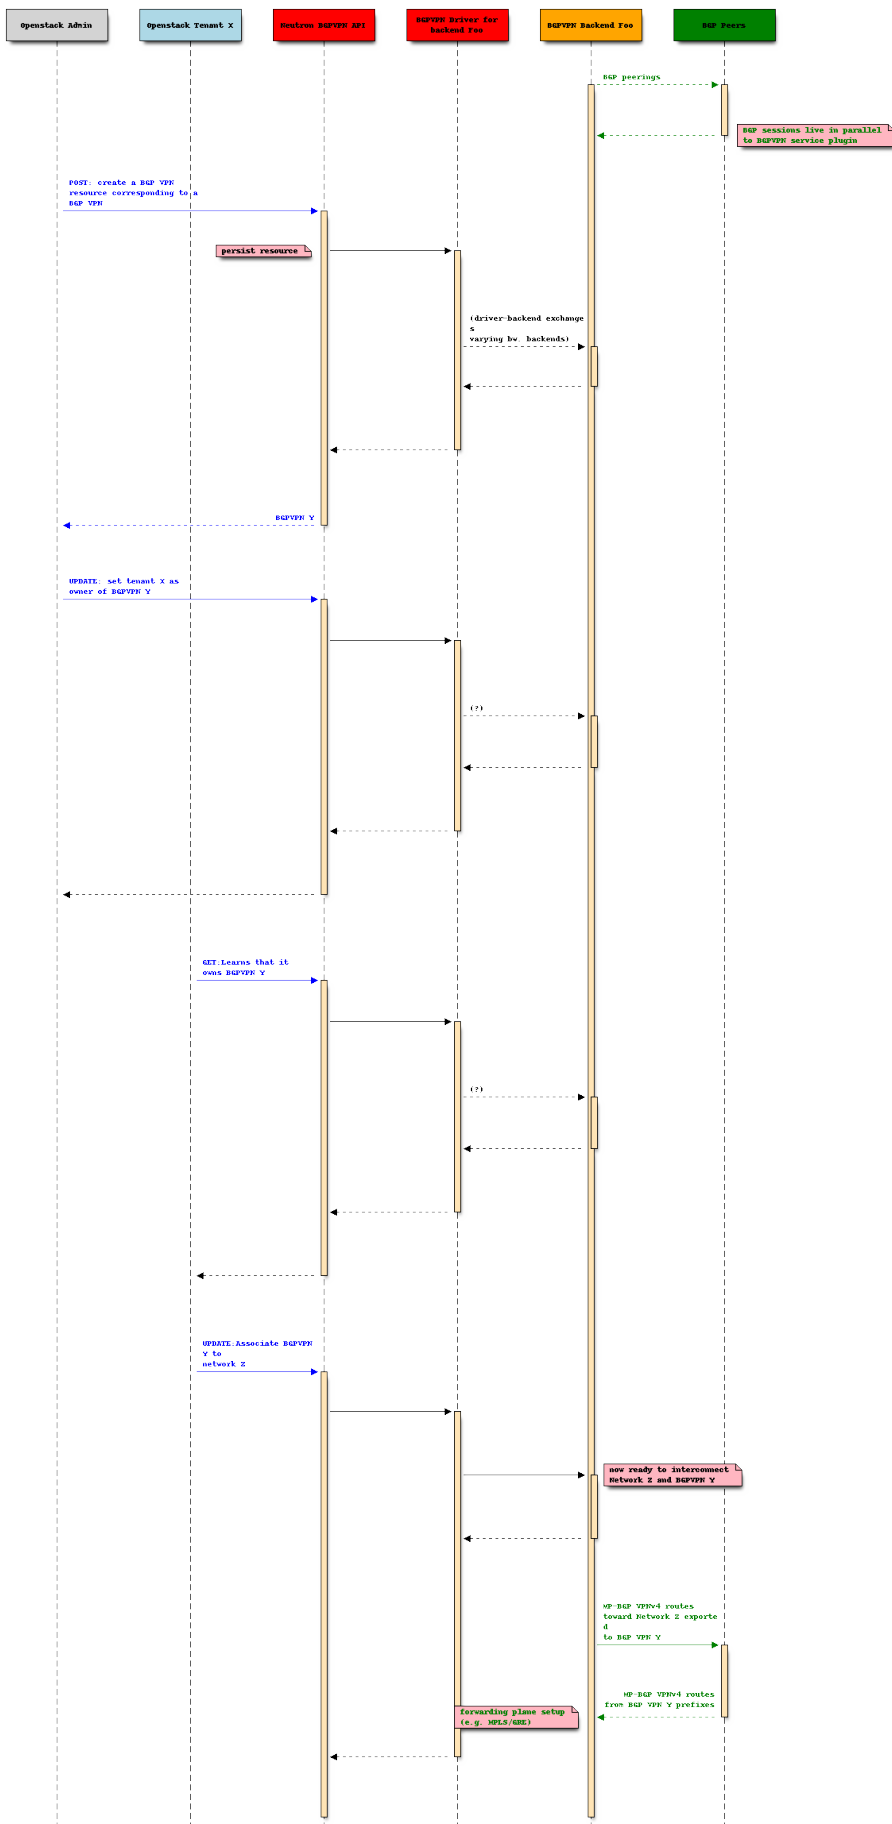 Openstack Admin
Openstack Tenant X
Neutron BGPVPN API
BGPVPN Driver for
backend Foo
BGPVPN Backend Foo
BGP Peers
BGP peerings
BGP sessions live in parallel
to BGPVPN service plugin
POST: create a BGP VPN
resource corresponding to a
BGP VPN
persist resource
(driver-backend exchange
s
varying bw. backends)
BGPVPN Y
UPDATE: set tenant X as
owner of BGPVPN Y
(?)
GET:Learns that it
owns BGPVPN Y
(?)
UPDATE:Associate BGPVPN
Y to
network Z
now ready to interconnect
Network Z and BGPVPN Y
MP-BGP VPNv4 routes
toward Network Z exporte
d
to BGP VPN Y
MP-BGP VPNv4 routes
from BGP VPN Y prefixes
forwarding plane setup
(e.g. MPLS/GRE)